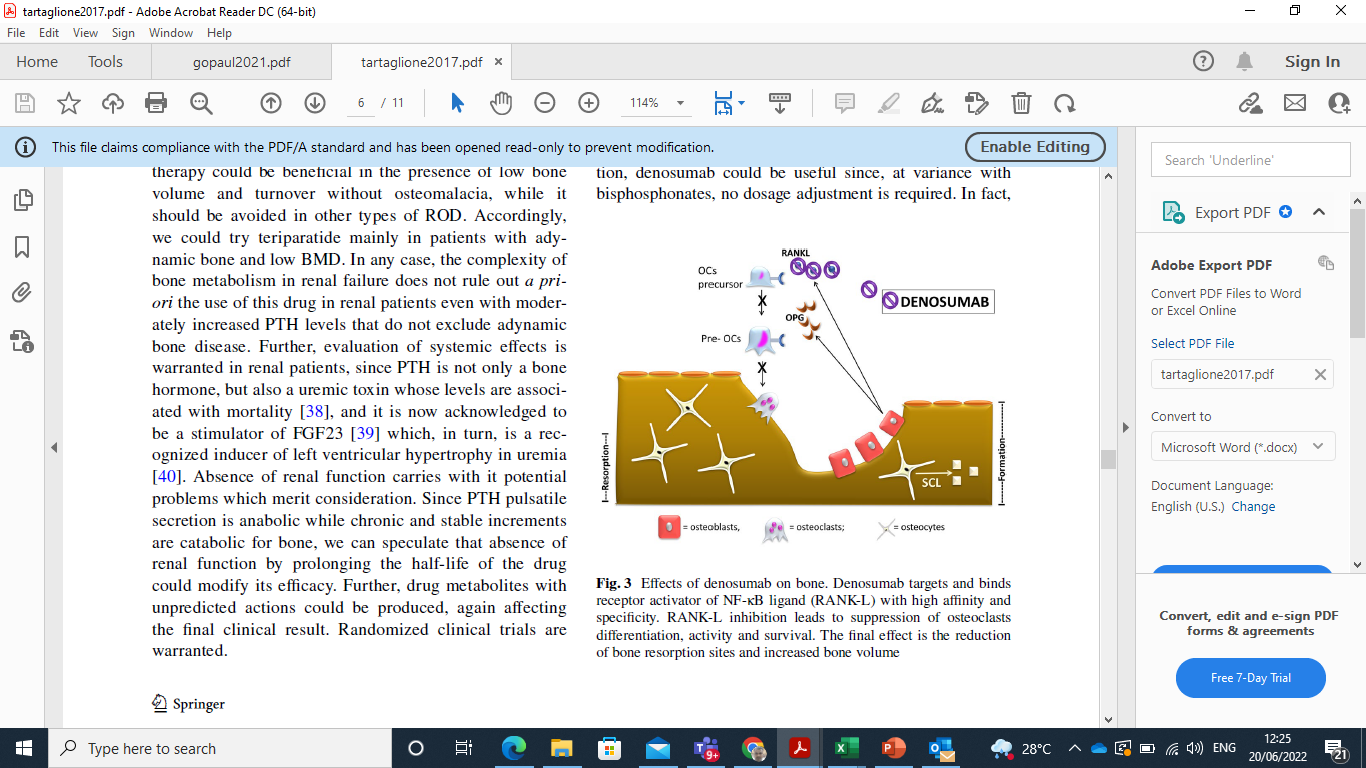 tartaglione2017.pdf - Adobe Acrobat Reader DC (64-bit)
File Edit View Sign Window Help
Home Tools gopaul2021.pdf tartaglione2017.pdf × Sign In
6 / 11 114%
This file claims compliance with the PDF/A standard and has been opened read-only to prevent modification. Enable Editing
therapy could be beneficial in the presence of low bone
volume and turnover without osteomalacia, while it
should be avoided in other types of ROD. Accordingly,
we could try teriparatide mainly in patients with ady-
namic bone and low BMD. In any case, the complexity of
bone metabolism in renal failure does not rule out a pri-
ori the use of this drug in renal patients even with moder-
ately increased PTH levels that do not exclude adynamic
bone disease. Further, evaluation of systemic effects is
warranted in renal patients, since PTH is not only a bone
hormone, but also a uremic toxin whose levels are associ-
ated with mortality [38], and it is now acknowledged to
be a stimulator of FGF23 [39] which, in turn, is a rec-
ognized inducer of left ventricular hypertrophy in uremia
[40]. Absence of renal function carries with it potential
problems which merit consideration. Since PTH pulsatile
secretion is anabolic while chronic and stable increments
are catabolic for bone, we can speculate that absence of
renal function by prolonging the half-life of the drug
could modify its efficacy. Further, drug metabolites with
unpredicted actions could be produced, again affecting
the final clinical result. Randomized clinical trials are
warranted.
Springer
tion, denosumab could be useful since, at variance with
bisphosphonates, no dosage adjustment is required. In fact,
RANKL
OCs
precursor
X
DENOSUMAB
OPG
Pre- OCs
X
I---Resorption---I
SCL
I---------Formation---------I
= osteoblasts, = osteoclasts; = osteocytes
Fig. 3 Effects of denosumab on bone. Denosumab targets and binds
receptor activator of NF-κB ligand (RANK-L) with high affinity and
specificity. RANK-L inhibition leads to suppression of osteoclasts
differentiation, activity and survival. The final effect is the reduction
of bone resorption sites and increased bone volume
Search 'Underline'
Export PDF
Adobe Export PDF
Convert PDF Files to Word
or Excel Online
Select PDF File
tartaglione2017.pdf
Convert to
Microsoft Word (*.docx)
Document Language:
English (U.S.) Change
Convert, edit and e-sign PDF
forms & agreements
Free 7-Day Trial
Type here to search
9+
28°C
ENG
12:25
20/06/2022
21